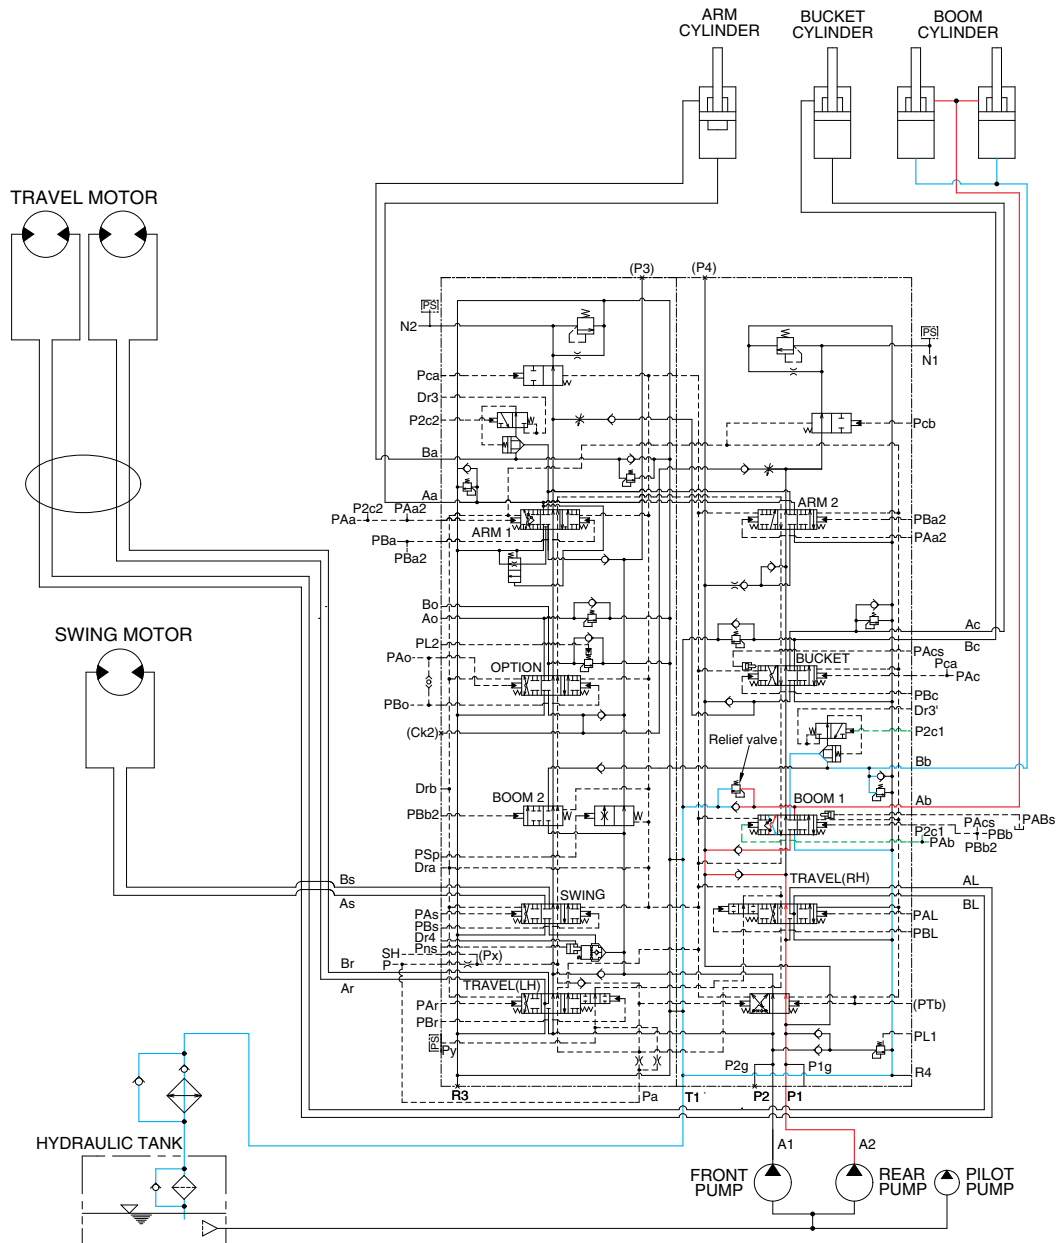 ARM
CYLINDER
BUCKET
CYLINDER
BOOM
CYLINDER
TRAVEL MOTOR
(P3)
(P4)
[PS]
N2
[PS]
N1
Pca
Dr3
P2c2
Pcb
Ba
Aa
P2c2
PAa2
PAa
ARM 1
ARM 2
PBa2
PAa2
PBa
PBa2
Bo
Ao
PL2
PAo
OPTION
PBo
(Ck2)
Ac
Bc
PAcs
Pca
PAc
BUCKET
PBc
Dr3'
P2c1
Relief valve
Bb
SWING MOTOR
Drb
BOOM 2
PBb2
BOOM 1
Ab
PAcs
PABs
P2c1
PBb
PAb
PBb2
PSp
Dra
TRAVEL(RH)
Bs
As
AL
BL
SWING
PAs
PBs
Dr4
Pns
PAL
PBL
SH
P
(Px)
Br
Ar
TRAVEL(LH)
PAr
PBr
(PTb)
[PS]
Py
PL1
P2g
P1g
R4
R3
Pa
T1
P2
P1
HYDRAULIC TANK
A1
A2
FRONT
PUMP
REAR
PUMP
PILOT
PUMP